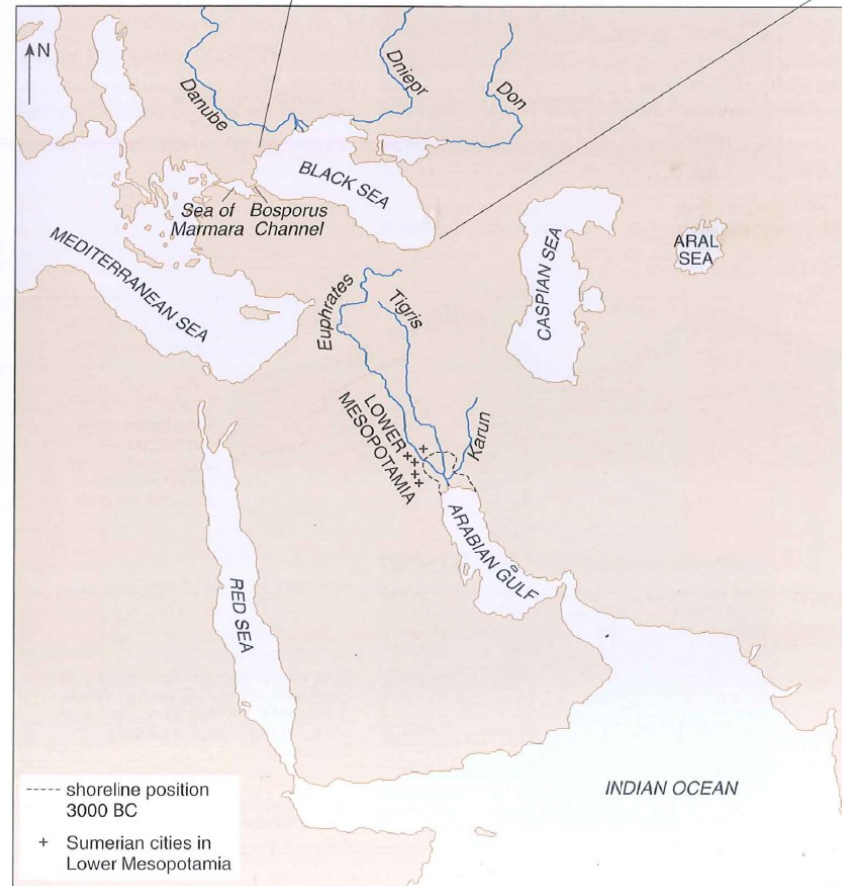 N
Danube
Dniepr
Don
BLACK SEA
Sea of
Marmara
Bosporus
Channel
MEDITERRANEAN SEA
CASPIAN SEA
ARAL
SEA
Euphrates
Tigris
LOWER
MESOPOTAMIA
Karun
ARABIAN GULF
RED SEA
INDIAN OCEAN
shoreline position
3000 BC
+ Sumerian cities in
Lower Mesopotamia